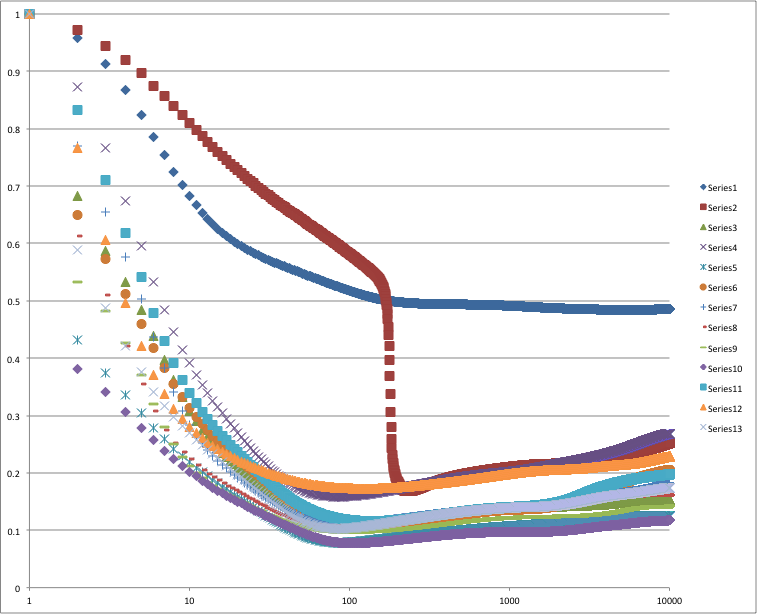 1
0.9
0.8
0.7
0.6
0.5
0.4
0.3
0.2
0.1
0
1 10 100 1000 10000
Series1
Series2
Series3
Series4
Series5
Series6
Series7
Series8
Series9
Series10
Series11
Series12
Series13